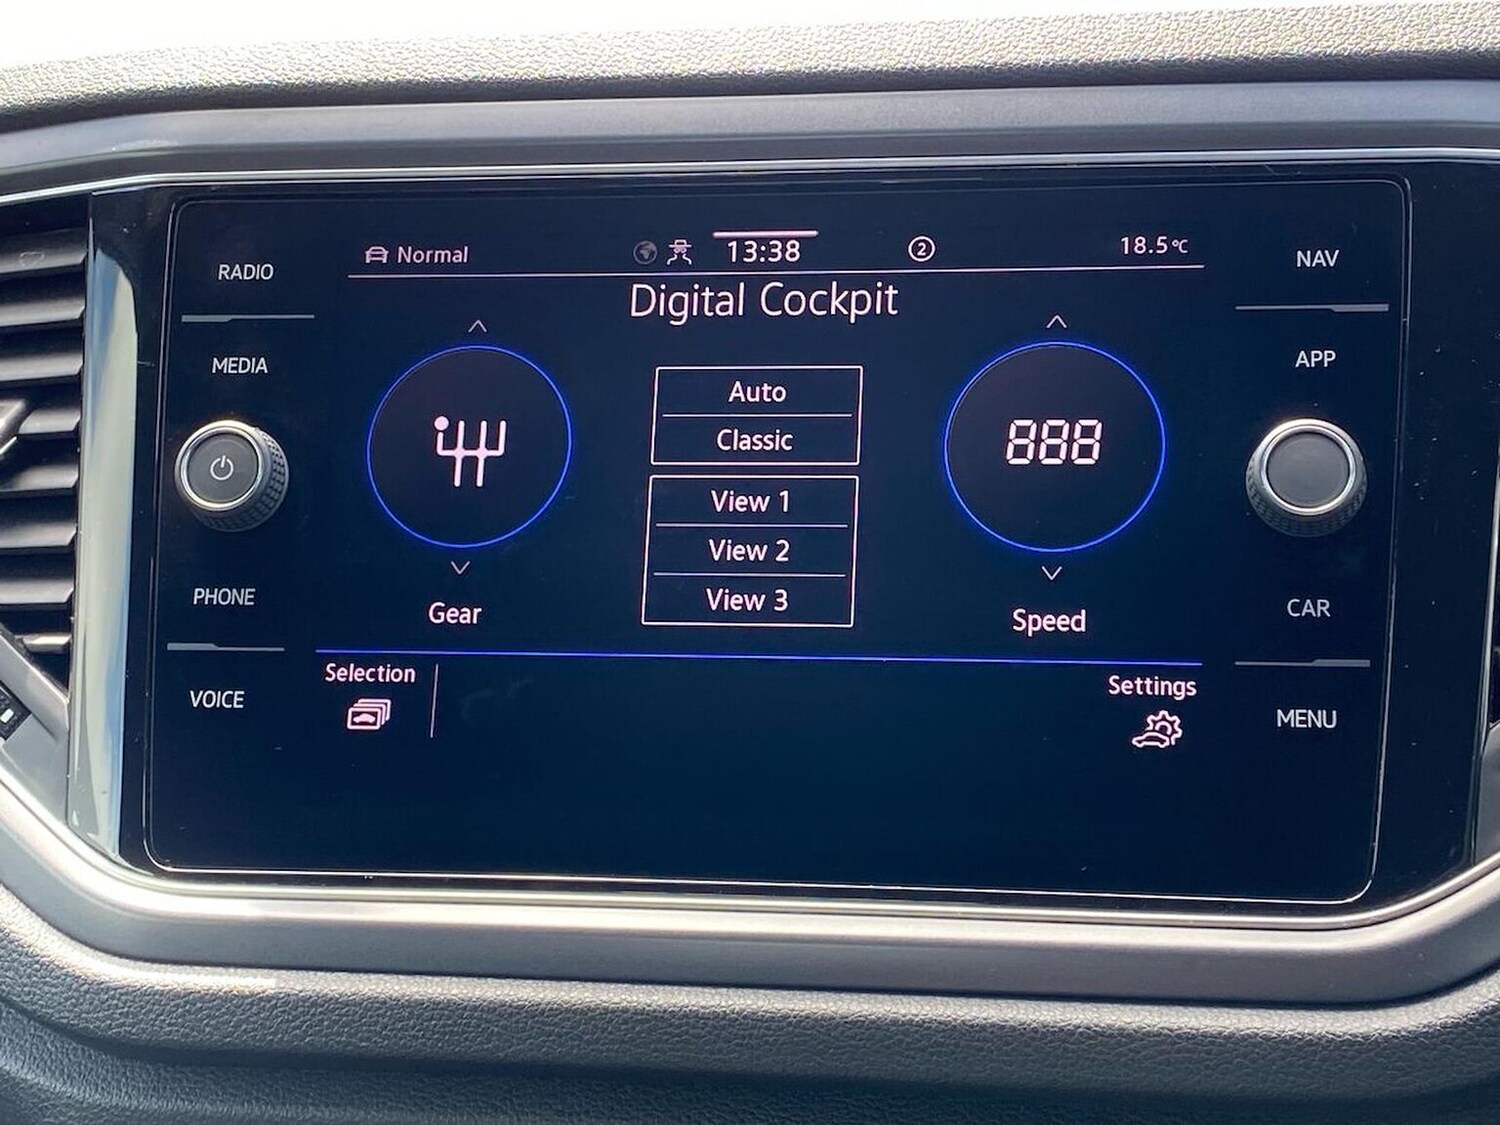 RADIO
MEDIA
PHONE
VOICE
Normal
13:38
2
18.5°C
Digital Cockpit
Auto
Classic
View 1
View 2
View 3
Gear
888
Speed
Selection
Settings
NAV
APP
CAR
MENU